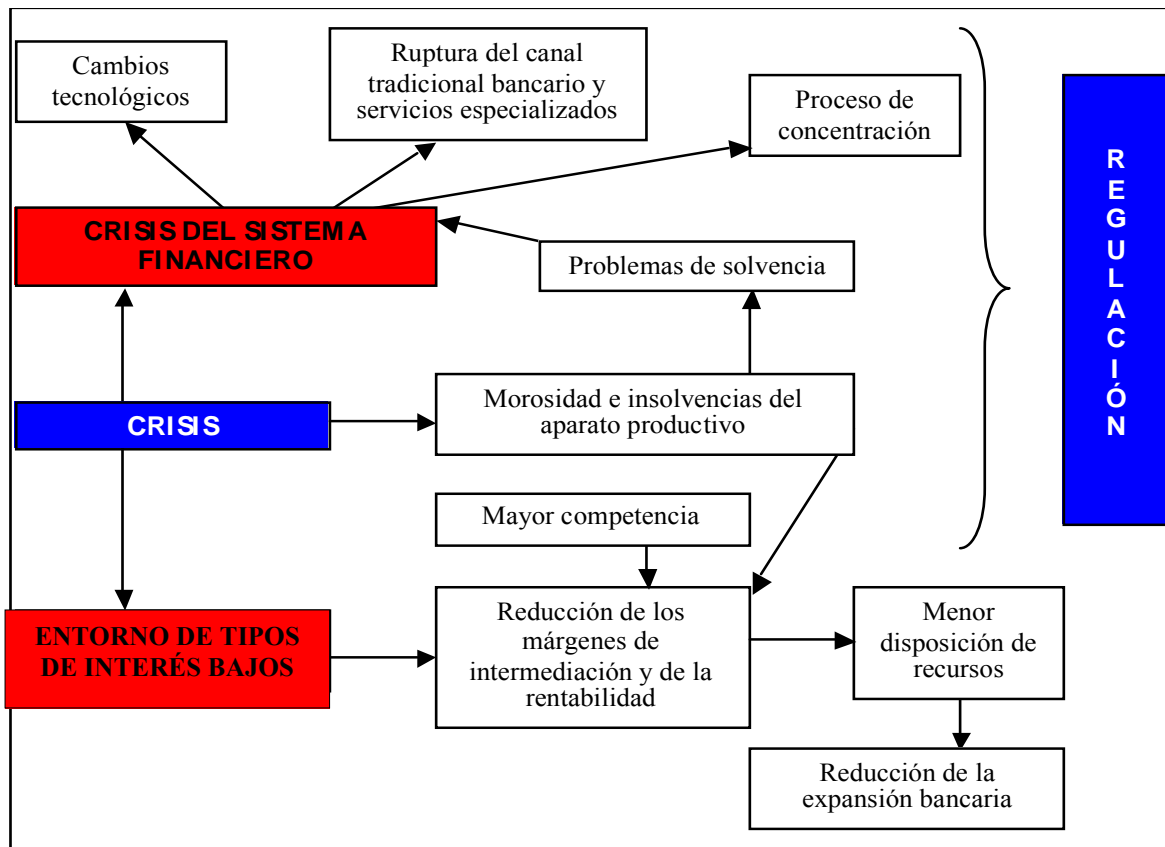 Cambios
tecnológicos
Ruptura del canal
tradicional bancario y
servicios especializados
Proceso de
concentración
CRISIS DEL SISTEMA
FINANCIERO
Problemas de solvencia
CRISIS
Morosidad e insolvencias del
aparato productivo
Mayor competencia
ENTORNO DE TIPOS
DE INTERÉS BAJOS
Reducción de los
márgenes de
intermediación y de la
rentabilidad
Menor
disposición de
recursos
Reducción de la
expansión bancaria
R
E
G
U
L
A
C
I
Ó
N